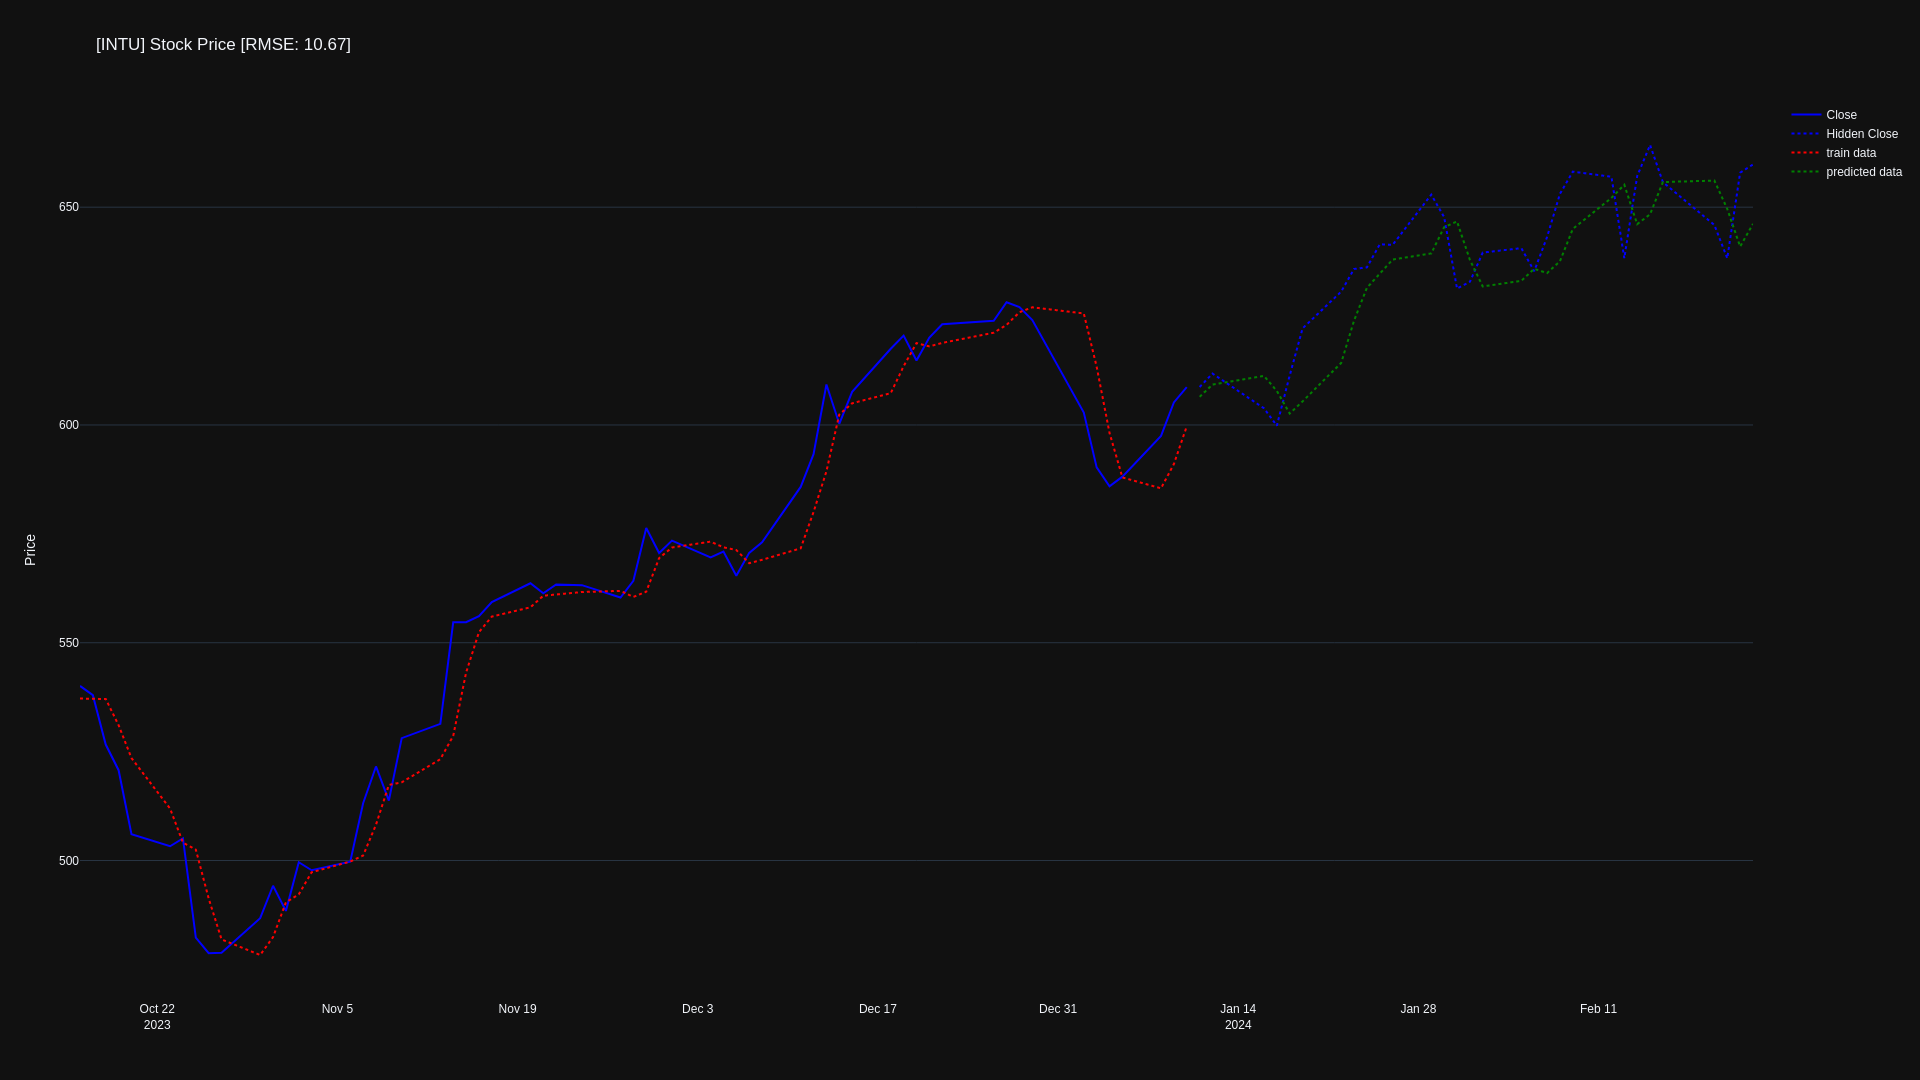 [INTU] Stock Price [RMSE: 10.67]
Close
Hidden Close
train data
predicted data
650
600
550
500
Price
Oct 22
2023
Nov 5
Nov 19
Dec 3
Dec 17
Dec 31
Jan 14
2024
Jan 28
Feb 11